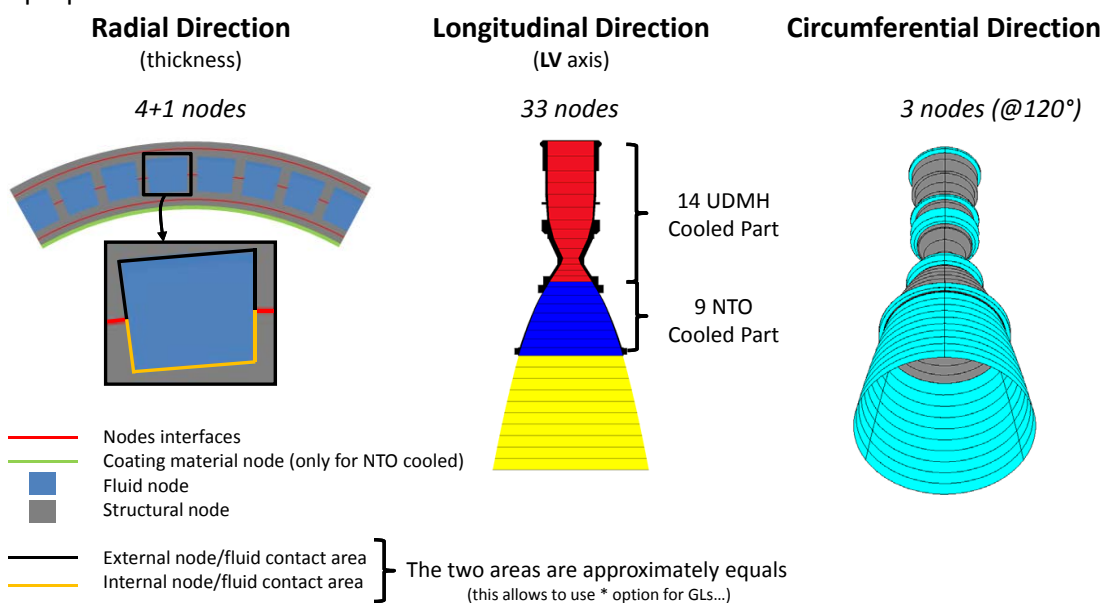 Radial Direction
(thickness)
4+1 nodes
Longitudinal Direction
(LV axis)
33 nodes
14 UDMH
Cooled Part
9 NTO
Cooled Part
Circumferential Direction
3 nodes (@120°)
Nodes interfaces
Coating material node (only for NTO cooled)
Fluid node
Structural node
External node/fluid contact area
Internal node/fluid contact area
The two areas are approximately equals
(this allows to use * option for GLs…)